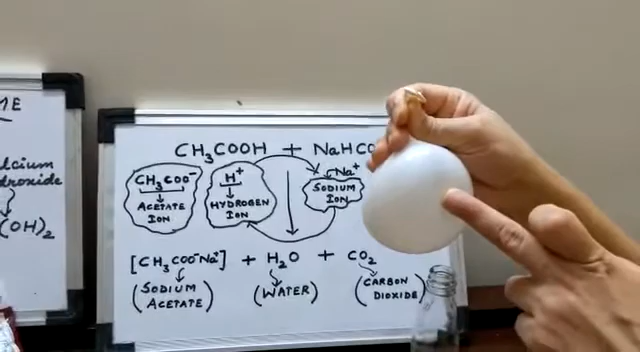 ME
lcium
droxide
(OH)₂
CH₃COOH + NaHCO
CH₃COO⁻ H⁺ Na⁺
ACETATE ION
HYDROGEN ION
SODIUM ION
[CH₃COO⁻Na⁺] + H₂O + CO₂
(SODIUM ACETATE) (WATER) (CARBON DIOXIDE)